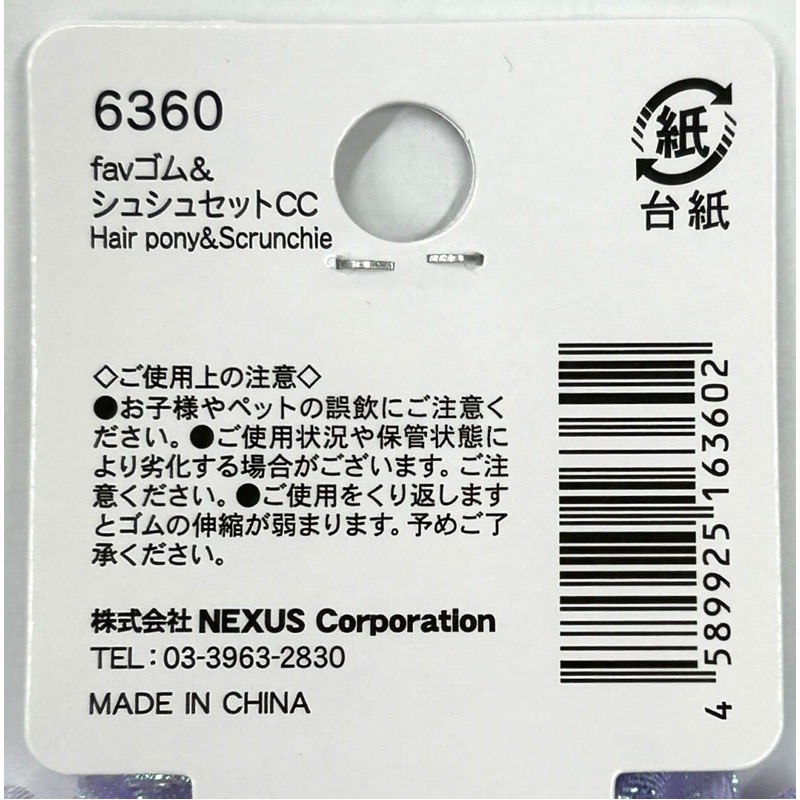 6360
favゴム&
シュシュセットCC
Hair pony&Scrunchie
紙
台紙
◇ご使用上の注意◇
●お子様やペットの誤飲にご注意く
ださい。●ご使用状況や保管状態に
より劣化する場合がございます。ご注
意ください。●ご使用をくり返します
とゴムの伸縮が弱まります。予めご了
承ください。
株式会社 NEXUS Corporation
TEL:03-3963-2830
MADE IN CHINA
4 589925 163602